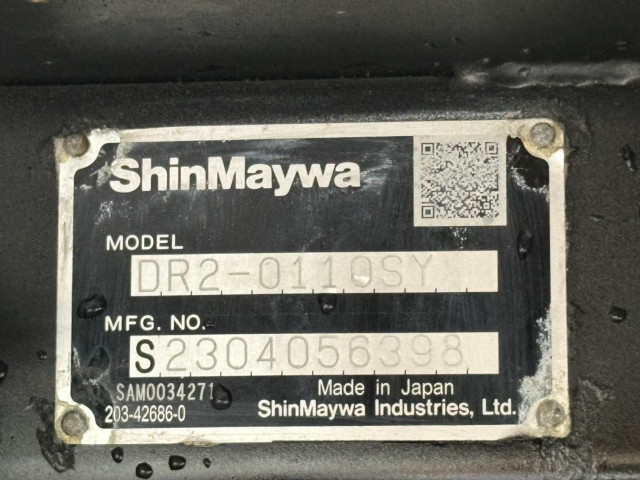 ShinMaywa
MODEL
DR2-0110SY
MFG. NO.
S2304056398
SAM0034271
203-42686-0
Made in Japan
ShinMaywa Industries, Ltd.